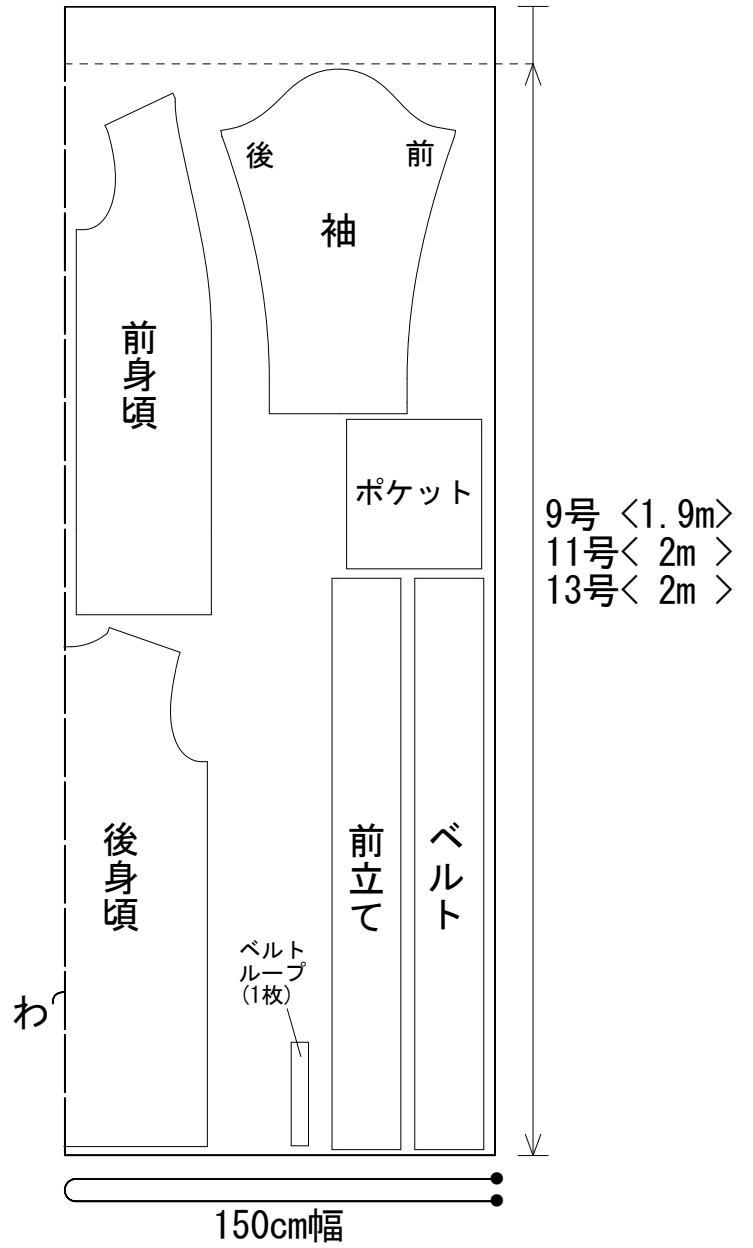 後
前
袖
前身頃
ポケット
9号 <1.9m>
11号< 2m >
13号< 2m >
後身頃
前立て
ベルト
ベルト
ループ
(1枚)
わ
150cm幅